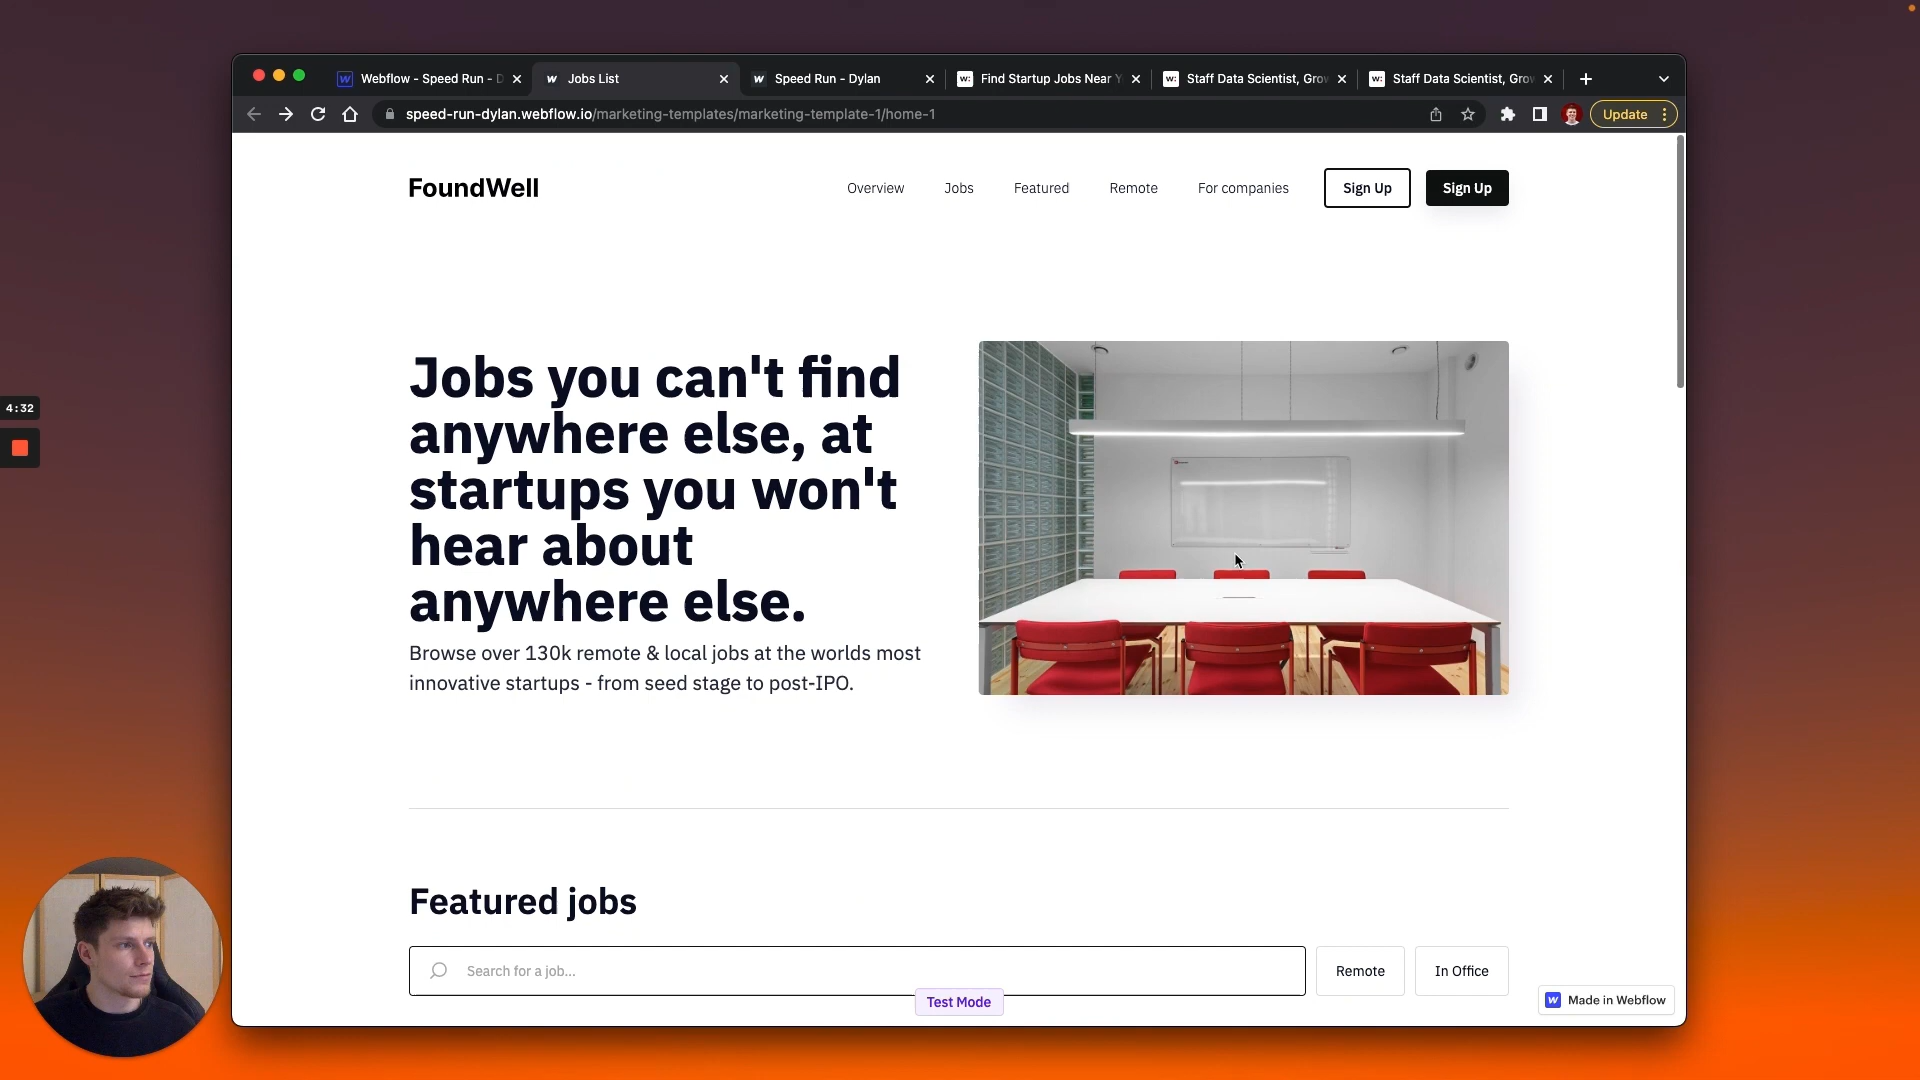 Webflow - Speed Run - D
Jobs List
Speed Run - Dylan
Find Startup Jobs Near Y
Staff Data Scientist, Grow
Staff Data Scientist, Grow
speed-run-dylan.webflow.io/marketing-templates/marketing-template-1/home-1
Update
FoundWell
Overview
Jobs
Featured
Remote
For companies
Sign Up
Sign Up
Jobs you can't find
anywhere else, at
startups you won't
hear about
anywhere else.
Browse over 130k remote & local jobs at the worlds most
innovative startups - from seed stage to post-IPO.
4:32
Featured jobs
Search for a job...
Remote
In Office
Test Mode
Made in Webflow